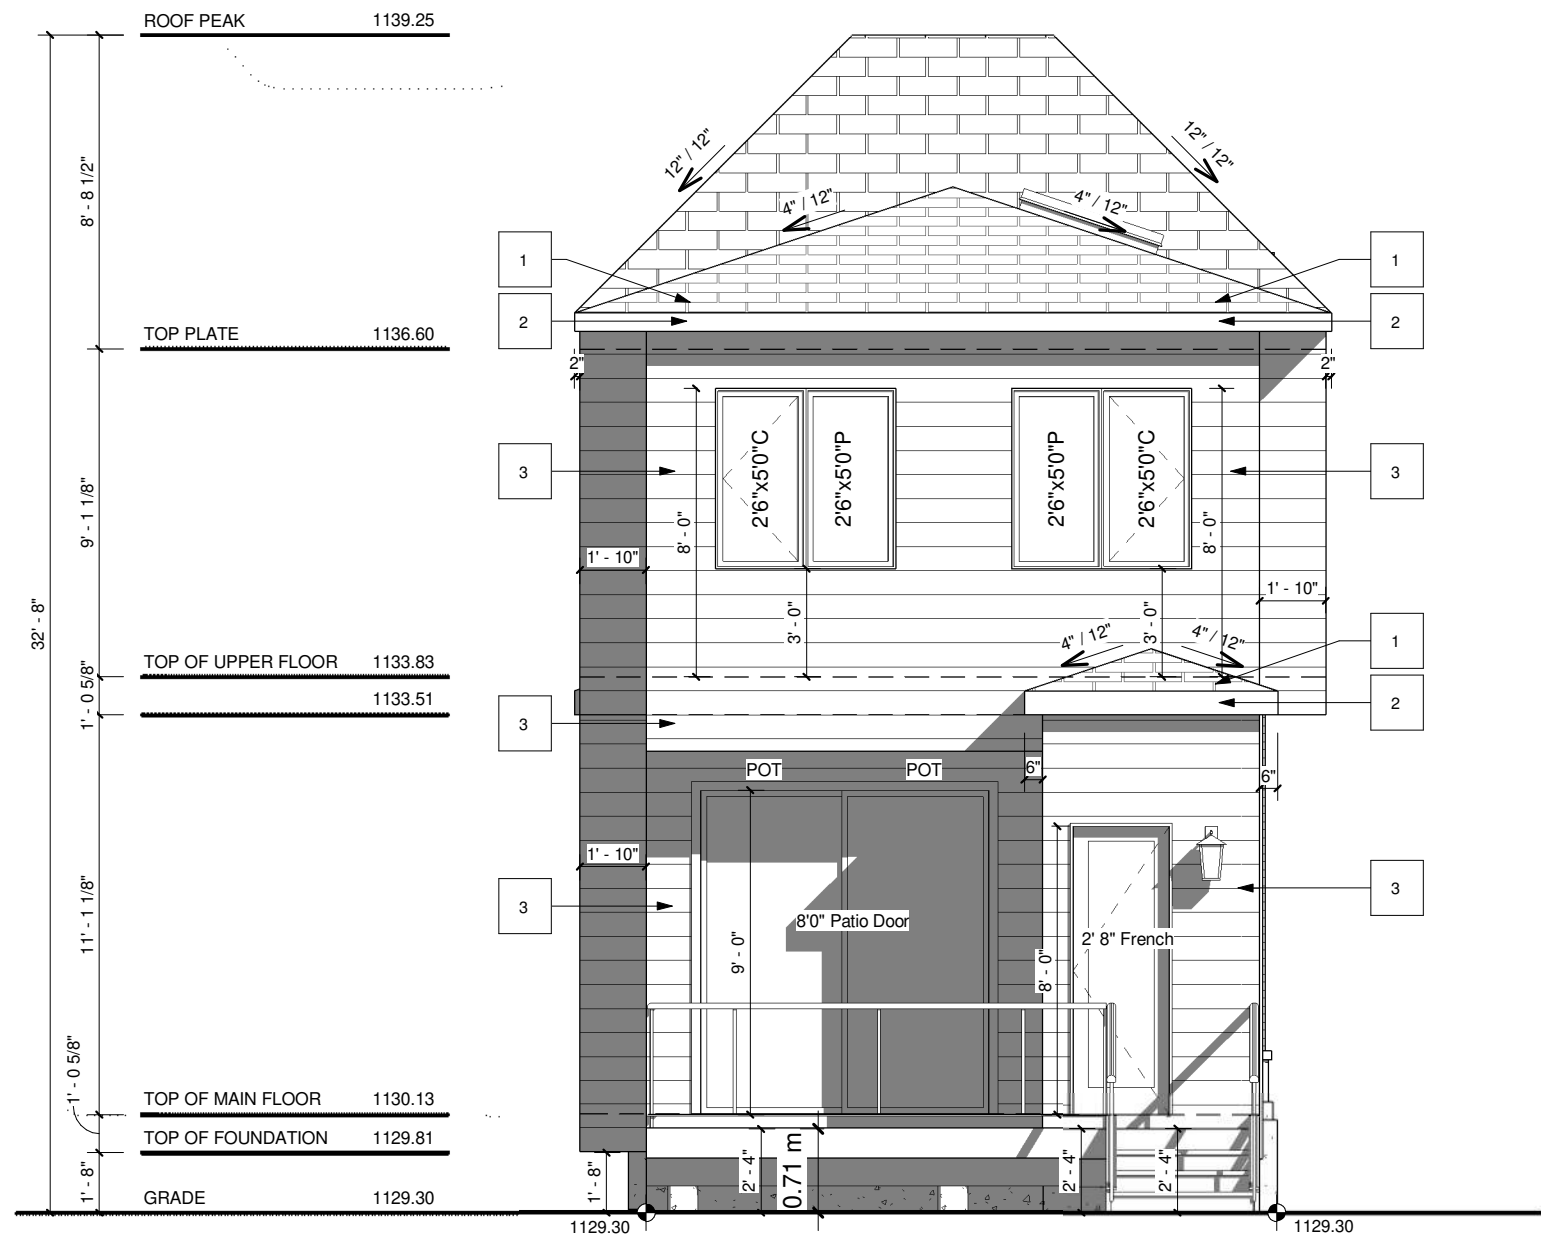 ROOF PEAK 1139.25
12" / 12"
12" / 12"
8' - 8 1/2"
4" / 12"
4" / 12"
1
1
2
2
TOP PLATE 1136.60
2"
2"
2'6"x5'0"C
2'6"x5'0"P
2'6"x5'0"P
2'6"x5'0"C
3
3
9' - 1 1/8"
8' - 0"
8' - 0"
1' - 10"
1' - 10"
32' - 8"
3' - 0"
3' - 0"
4" / 12"
4" / 12"
1
TOP OF UPPER FLOOR 1133.83
1' - 0 5/8"
1133.51
2
3
POT
POT
6"
6"
1' - 10"
3
3
11' - 1 1/8"
8'0" Patio Door
2' 8" French
9' - 0"
8' - 0"
1' - 0 5/8"
TOP OF MAIN FLOOR 1130.13
TOP OF FOUNDATION 1129.81
1' - 8"
1' - 8"
2' - 4"
0.71 m
2' - 4"
2' - 4"
GRADE 1129.30
1129.30
1129.30